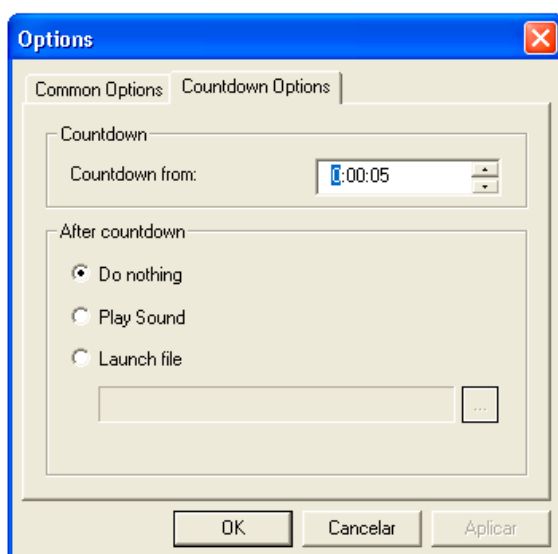 Options
Common Options Countdown Options
Countdown
Countdown from: 0:00:05
After countdown
Do nothing
Play Sound
Launch file
...
OK Cancelar Aplicar